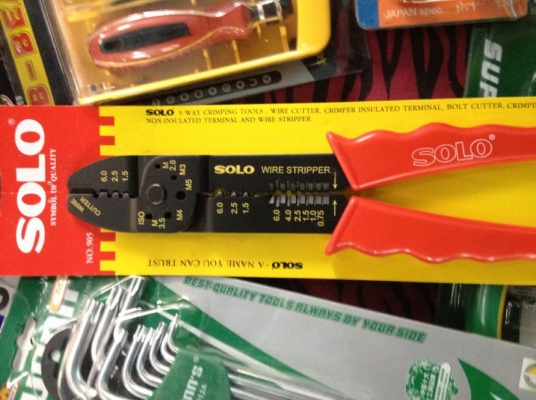 JAPAN spec.
B-BE
SUP
SOLO 5 WAY CRIMPING TOOLS , WIRE CUTTER, CRIMPER INSULATED TERMINAL, BOLT CUTTER, CRIMPE
NON-INSULATED TERMINAL AND WIRE STRIPPER.
SOLO®
SYMBOL OF QUALITY
NO.905
WIRE
CUTTER
6.0
2.5
1.5
M
2.6
M3
M5
M4
M
3.5
ISO
SOLO WIRE STRIPPER
6.0
2.5
1.5
6.0
4.0
2.5
1.5
1.0
0.75
SOLO®
SOLO - A NAME YOU CAN TRUST
BEST QUALITY TOOLS ALWAYS BY YOUR SIDE